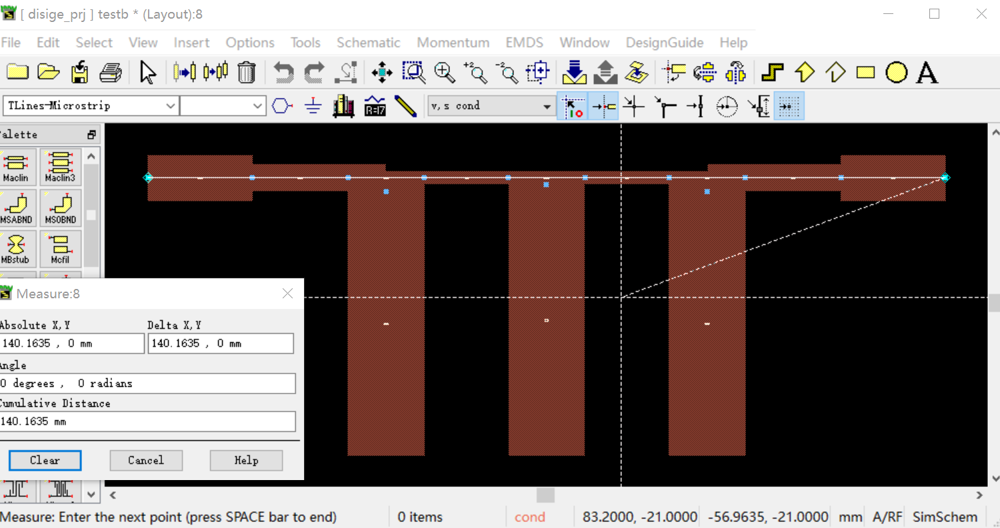 [ disige_prj ] testb * (Layout):8
File Edit Select View Insert Options Tools Schematic Momentum EMDS Window DesignGuide Help
+2 -2 A
TLines-Microstrip v,s cond
alette
Maclin Maclin3
MSABND MSOBND
MBstub Mcfil
Measure:8
Absolute X,Y Delta X,Y
140.1635 , 0 mm 140.1635 , 0 mm
Angle
0 degrees , 0 radians
Cumulative Distance
140.1635 mm
Clear Cancel Help
Measure: Enter the next point (press SPACE bar to end) 0 items cond 83.2000, -21.0000 -56.9635, -21.0000 mm A/RF SimSchem